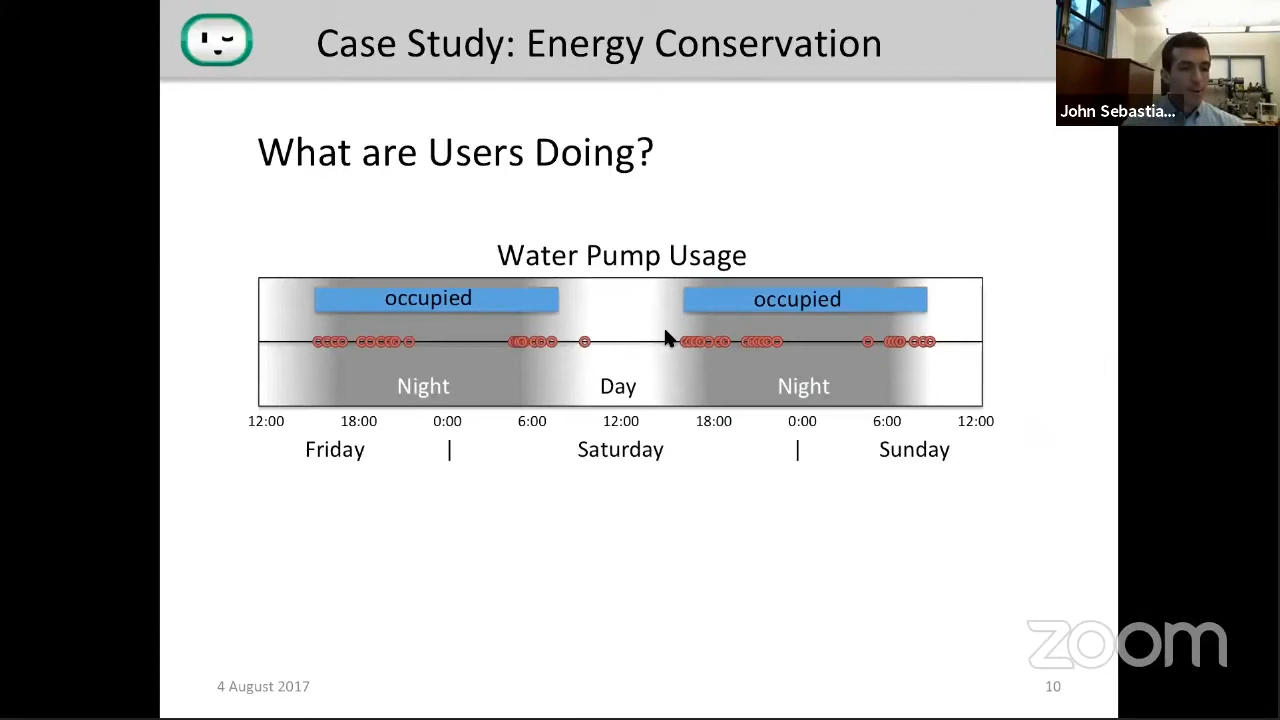 Case Study: Energy Conservation
John Sebastia...
What are Users Doing?
Water Pump Usage
occupied occupied
Night Day Night
12:00 18:00 0:00 6:00 12:00 18:00 0:00 6:00 12:00
Friday | Saturday | Sunday
zoom
4 August 2017 10